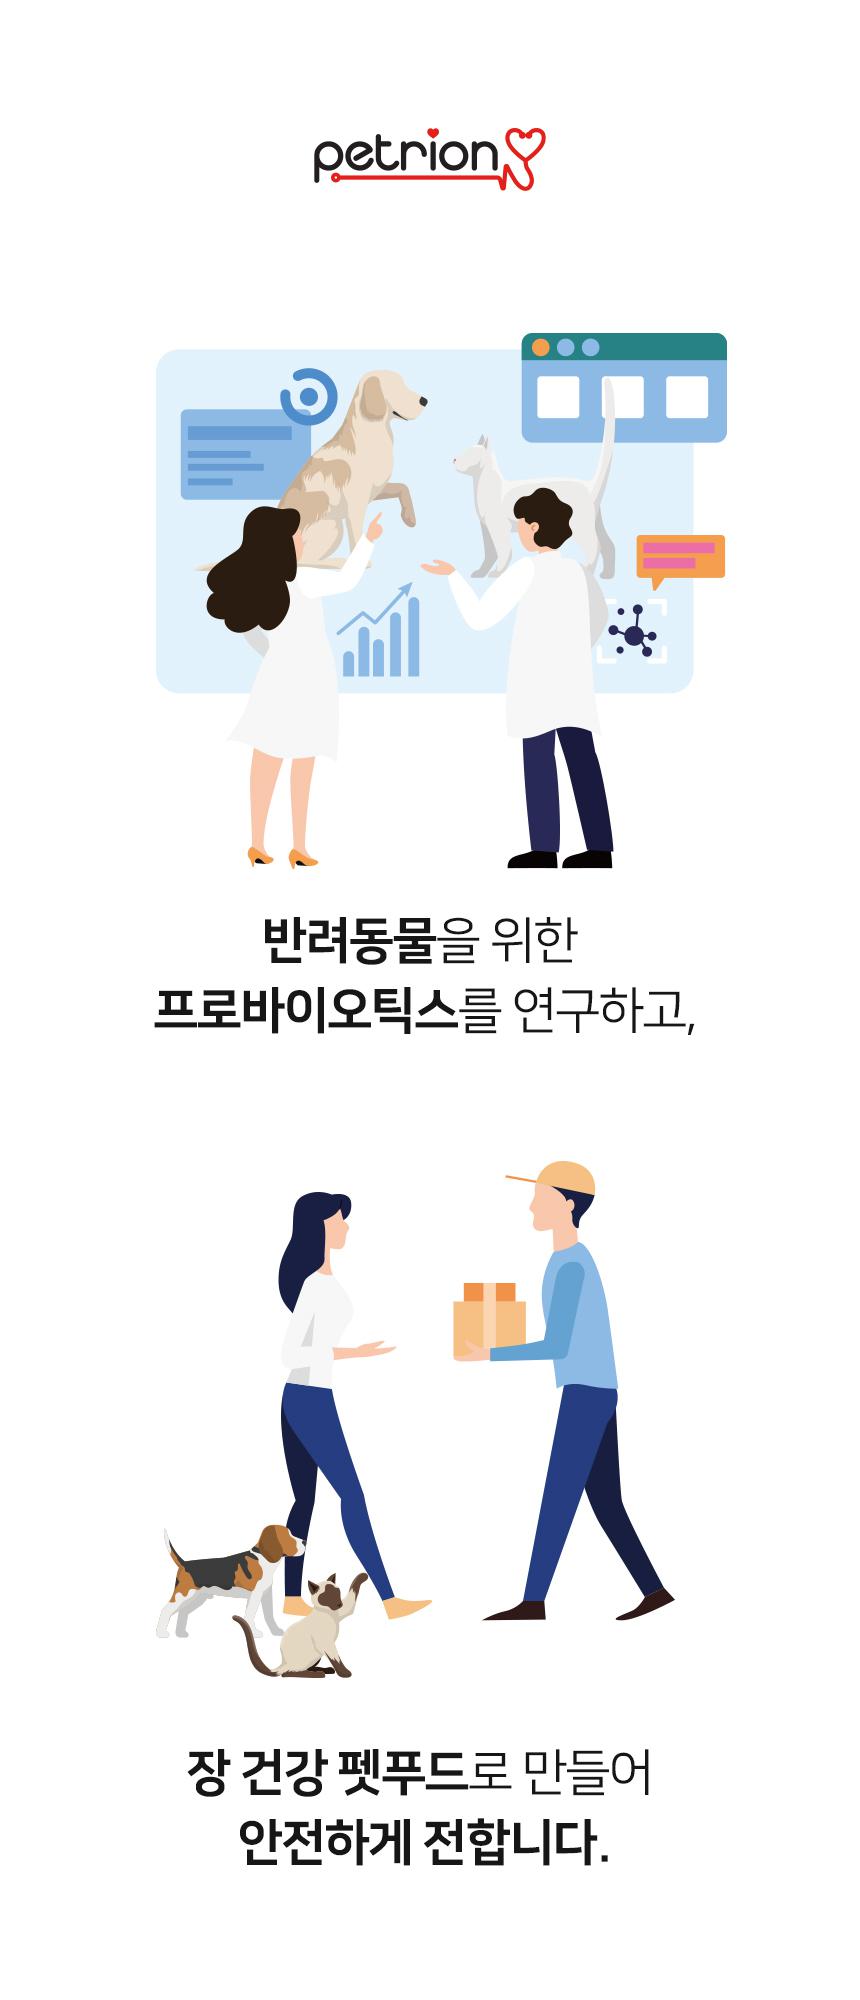 petrion
반려동물을 위한
프로바이오틱스를 연구하고,
장 건강 펫푸드로 만들어
안전하게 전합니다.